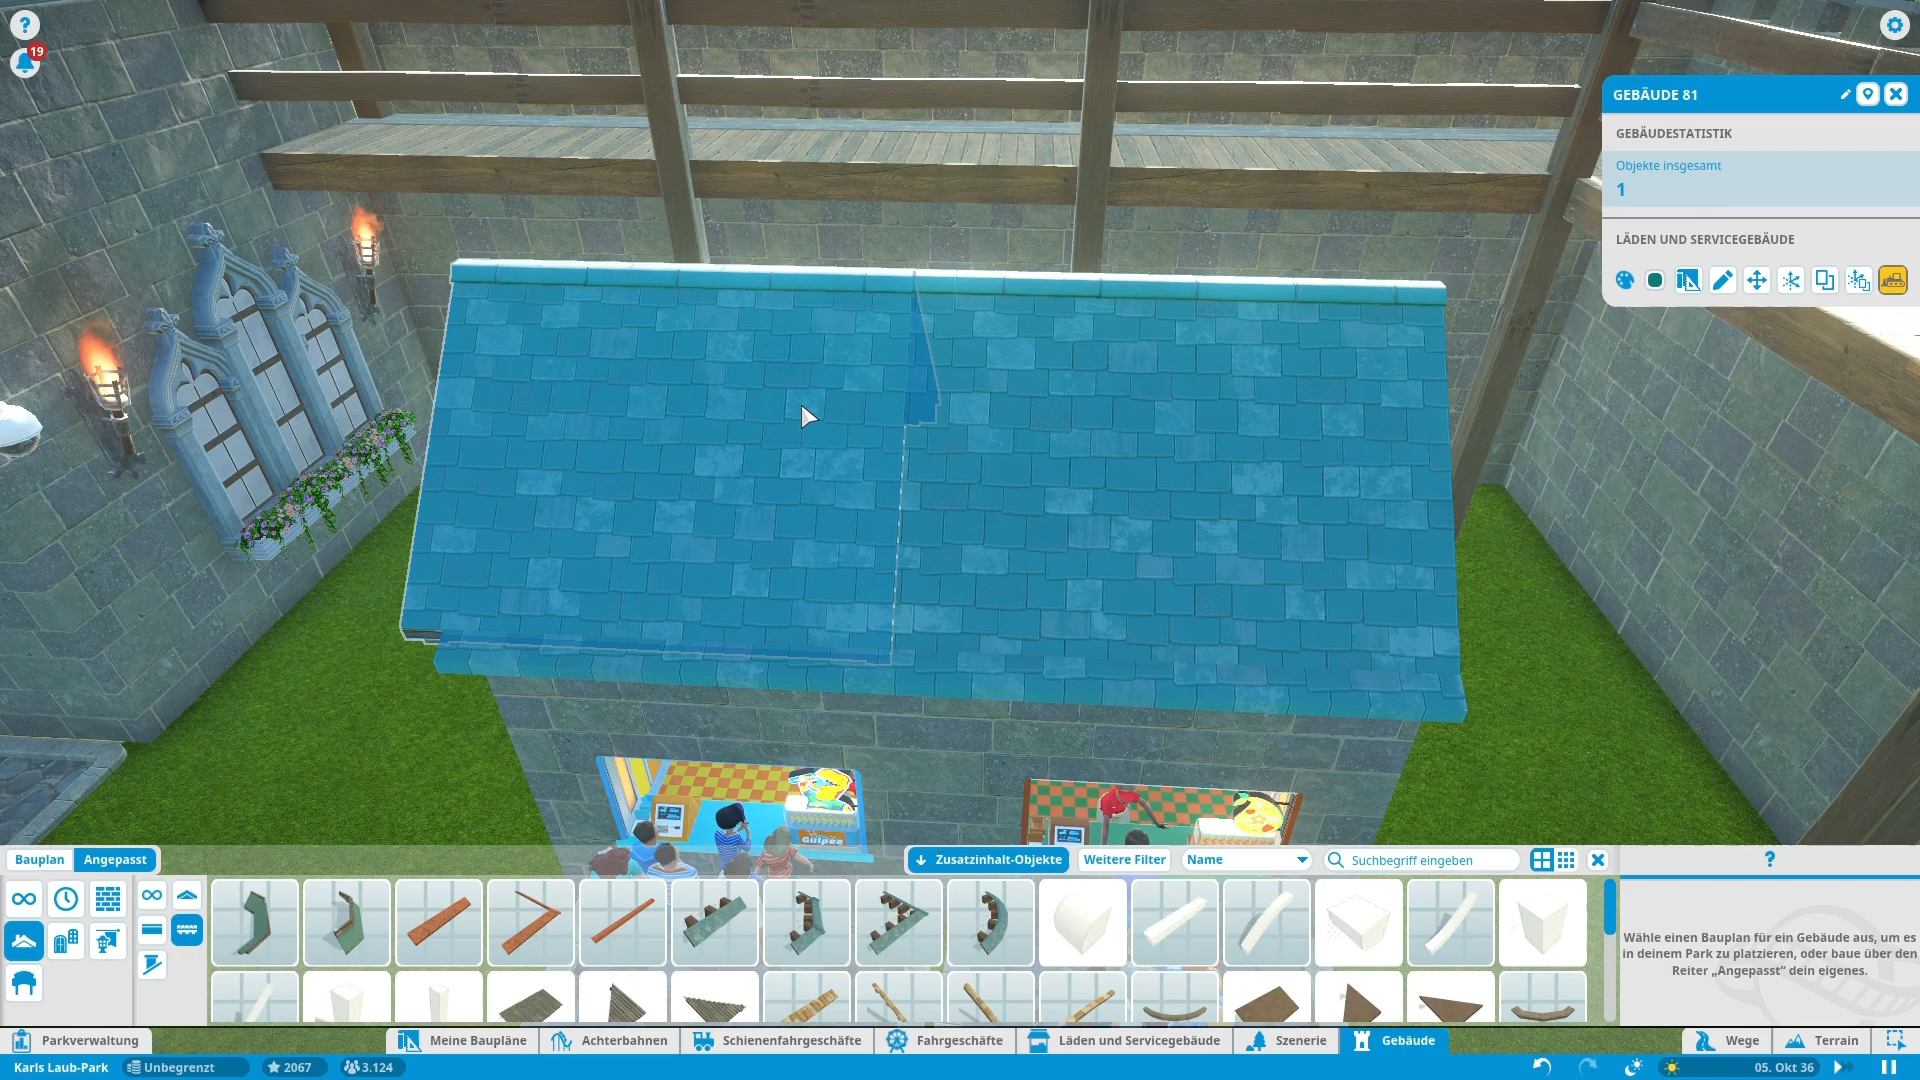 ?
19
GEBÄUDE 81
GEBÄUDESTATISTIK
Objekte insgesamt
1
LÄDEN UND SERVICEGEBÄUDE
Gulpee
Bauplan
Angepasst
Zusatzinhalt-Objekte
Weitere Filter
Name
Suchbegriff eingeben
?
Wähle einen Bauplan für ein Gebäude aus, um es
in deinem Park zu platzieren, oder baue über den
Reiter „Angepasst“ dein eigenes.
Parkverwaltung
Meine Baupläne
Achterbahnen
Schienenfahrgeschäfte
Fahrgeschäfte
Läden und Servicegebäude
Szenerie
Gebäude
Wege
Terrain
Karls Laub-Park
Unbegrenzt
2067
3.124
05. Okt 36